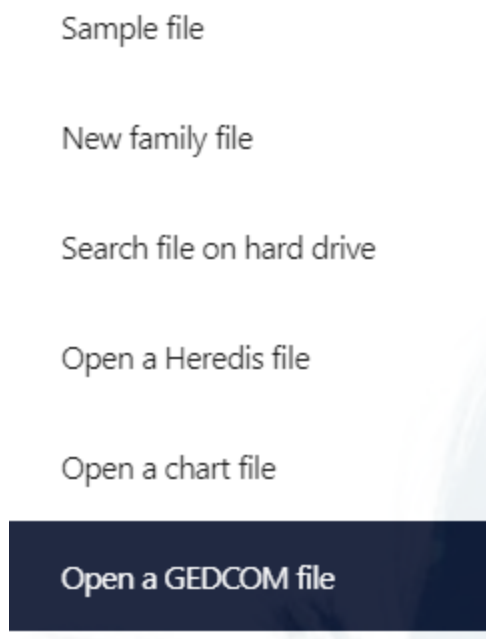 Sample file
New family file
Search file on hard drive
Open a Heredis file
Open a chart file
Open a GEDCOM file